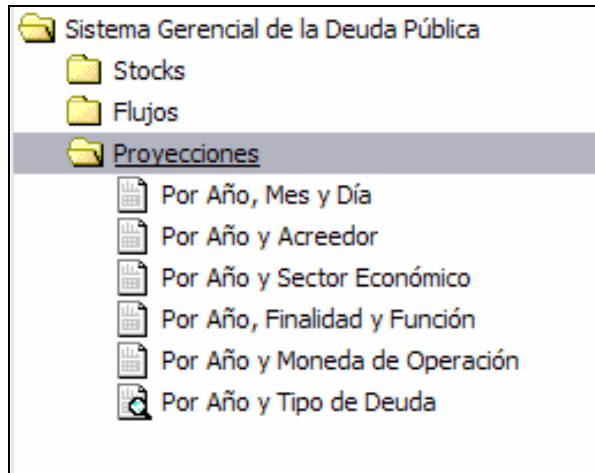 Sistema Gerencial de la Deuda Pública
Stocks
Flujos
Proyecciones
Por Año, Mes y Día
Por Año y Acreedor
Por Año y Sector Económico
Por Año, Finalidad y Función
Por Año y Moneda de Operación
Por Año y Tipo de Deuda